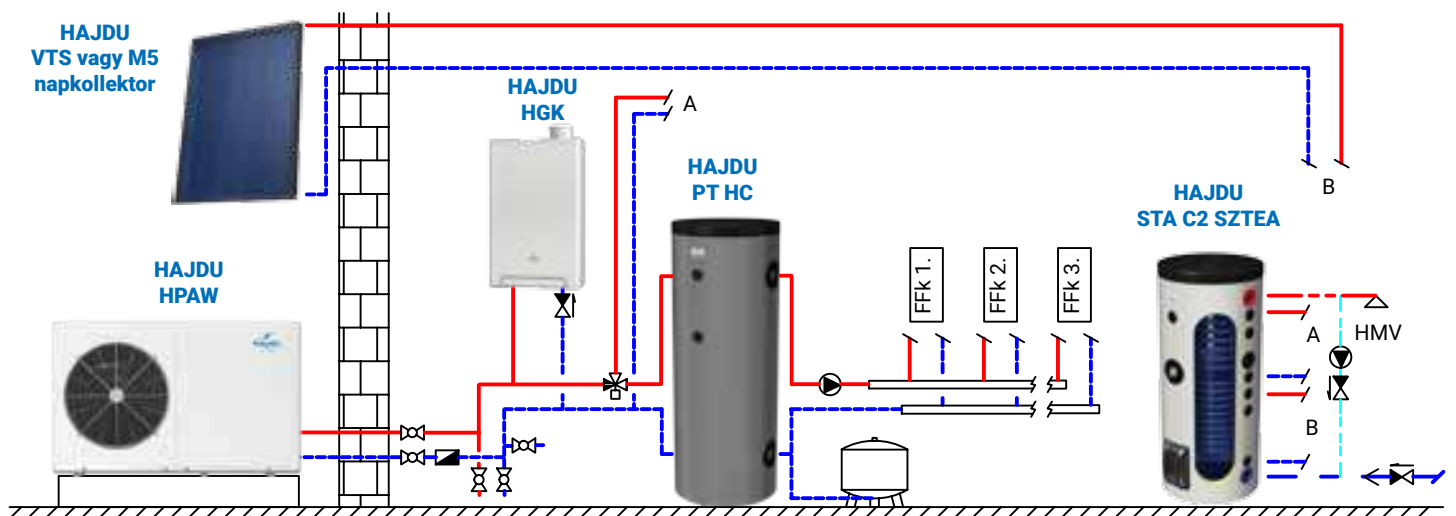 HAJDU
VTS vagy M5
napkollektor
HAJDU
HGK
A
HAJDU
PT HC
B
HAJDU
STA C2 SZTEA
HAJDU
HPAW
FFk 1.
FFk 2.
FFk 3.
A
HMV
B